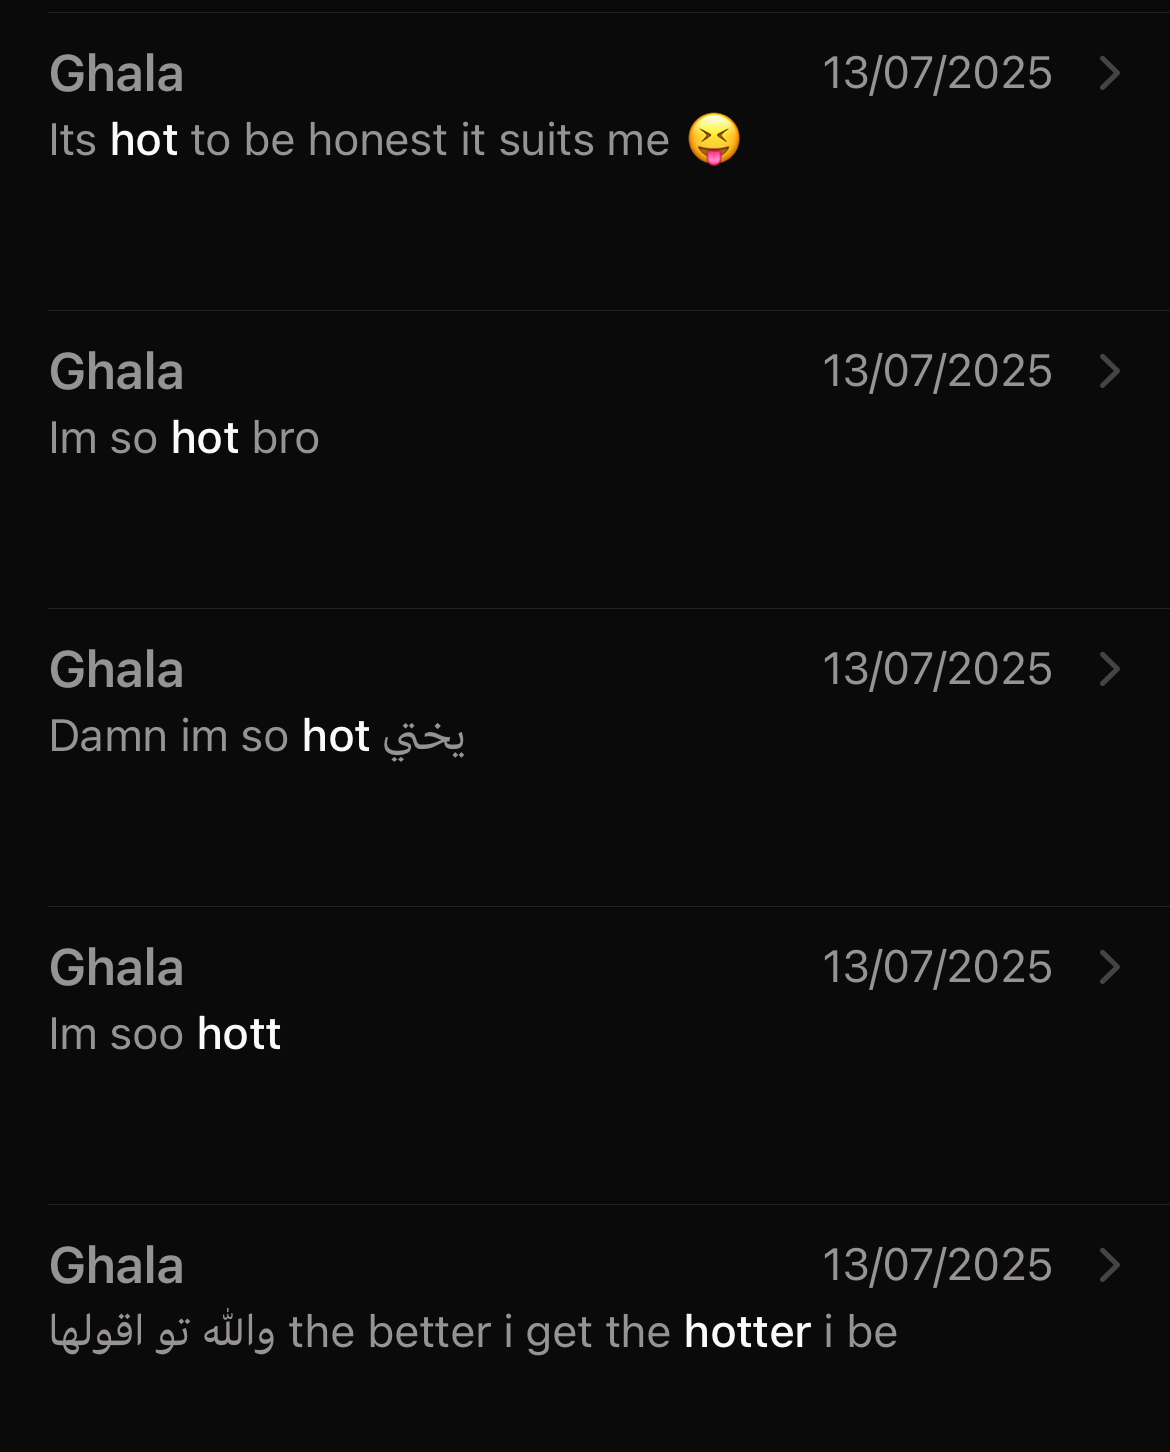 Ghala 13/07/2025
Its hot to be honest it suits me 😝
Ghala 13/07/2025
Im so hot bro
Ghala 13/07/2025
Damn im so hot يختي
Ghala 13/07/2025
Im soo hott
Ghala 13/07/2025
والله تو اقولها the better i get the hotter i be